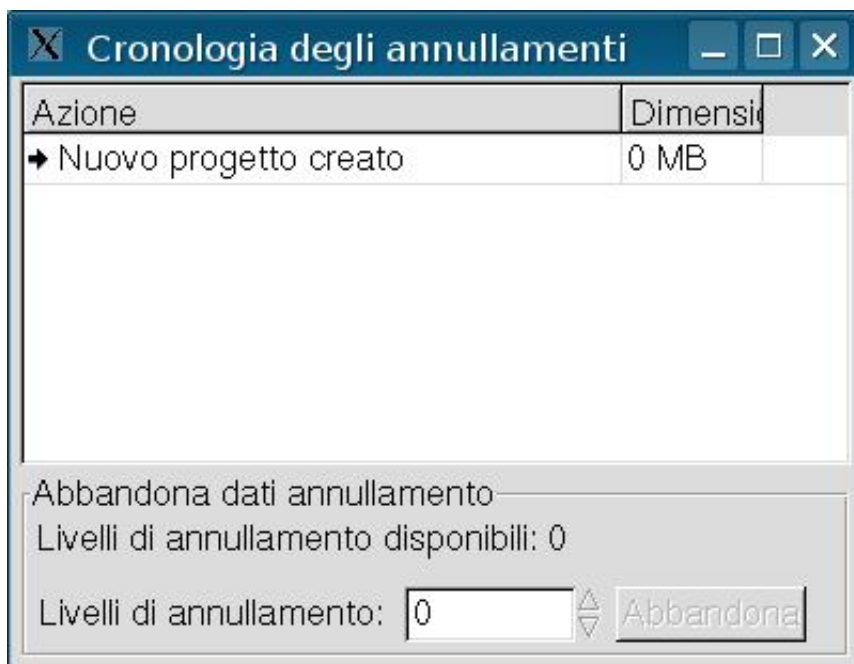 Cronologia degli annullamenti
Azione Dimensi
Nuovo progetto creato 0 MB
Abbandona dati annullamento
Livelli di annullamento disponibili: 0
Livelli di annullamento: 0 Abbandona